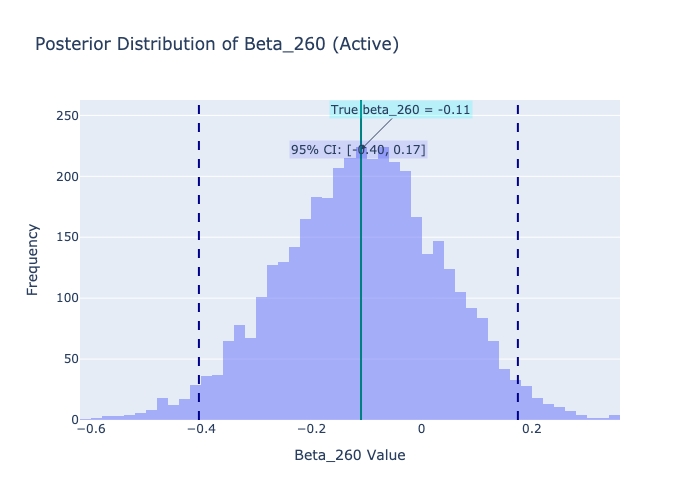 Posterior Distribution of Beta_260 (Active)
True beta_260 = -0.11
95% CI: [-0.40, 0.17]
250
200
150
100
50
0
Frequency
−0.6 −0.4 −0.2 0 0.2
Beta_260 Value